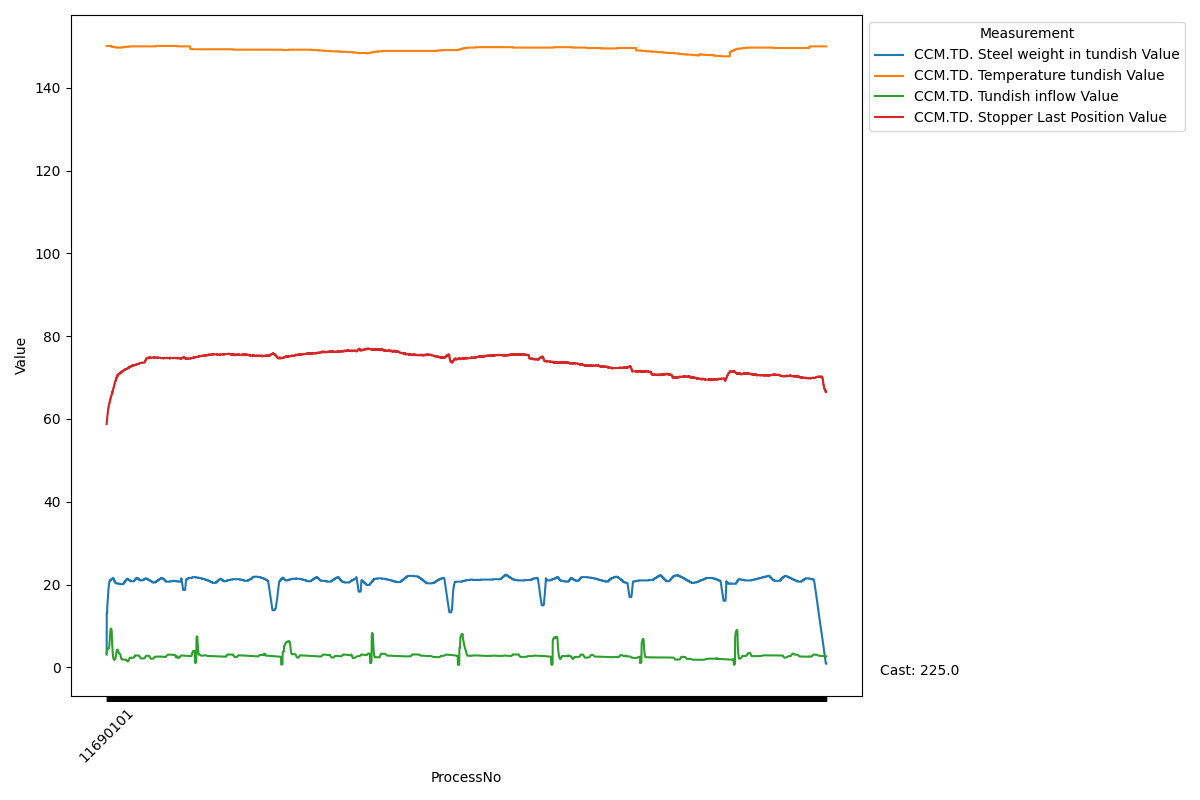 Measurement
CCM.TD. Steel weight in tundish Value
CCM.TD. Temperature tundish Value
CCM.TD. Tundish inflow Value
CCM.TD. Stopper Last Position Value
140
120
100
80
60
40
20
0
Value
Cast: 225.0
11690101
ProcessNo